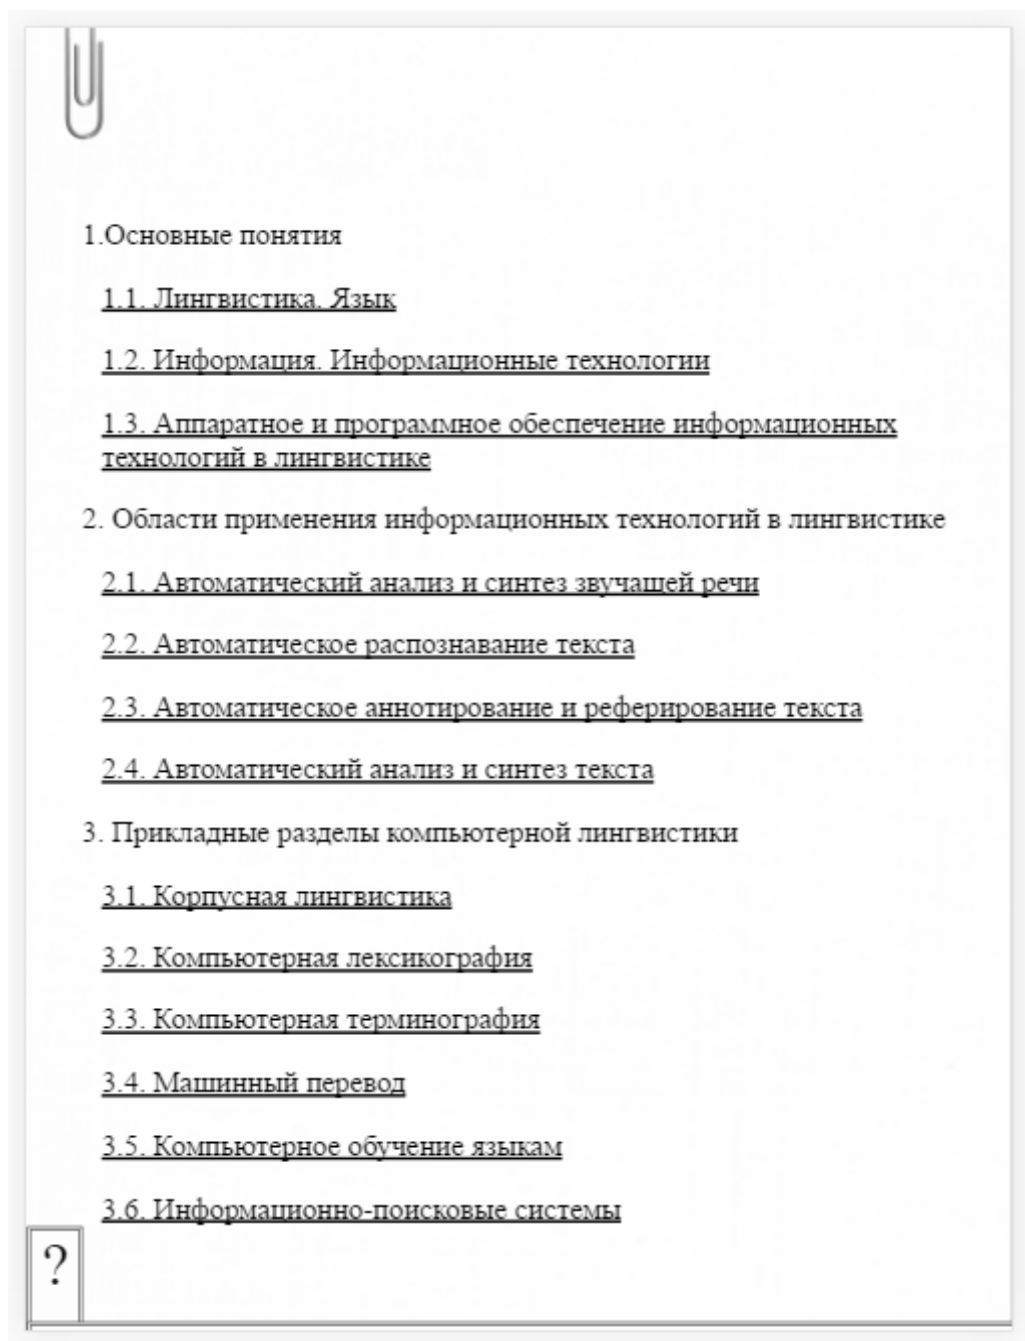 1.Основные понятия
1.1. Лингвистика. Язык
1.2. Информация. Информационные технологии
1.3. Аппаратное и программное обеспечение информационных
технологий в лингвистике
2. Области применения информационных технологий в лингвистике
2.1. Автоматический анализ и синтез звучащей речи
2.2. Автоматическое распознавание текста
2.3. Автоматическое аннотирование и реферирование текста
2.4. Автоматический анализ и синтез текста
3. Прикладные разделы компьютерной лингвистики
3.1. Корпусная лингвистика
3.2. Компьютерная лексикография
3.3. Компьютерная терминография
3.4. Машинный перевод
3.5. Компьютерное обучение языкам
3.6. Информационно-поисковые системы
?